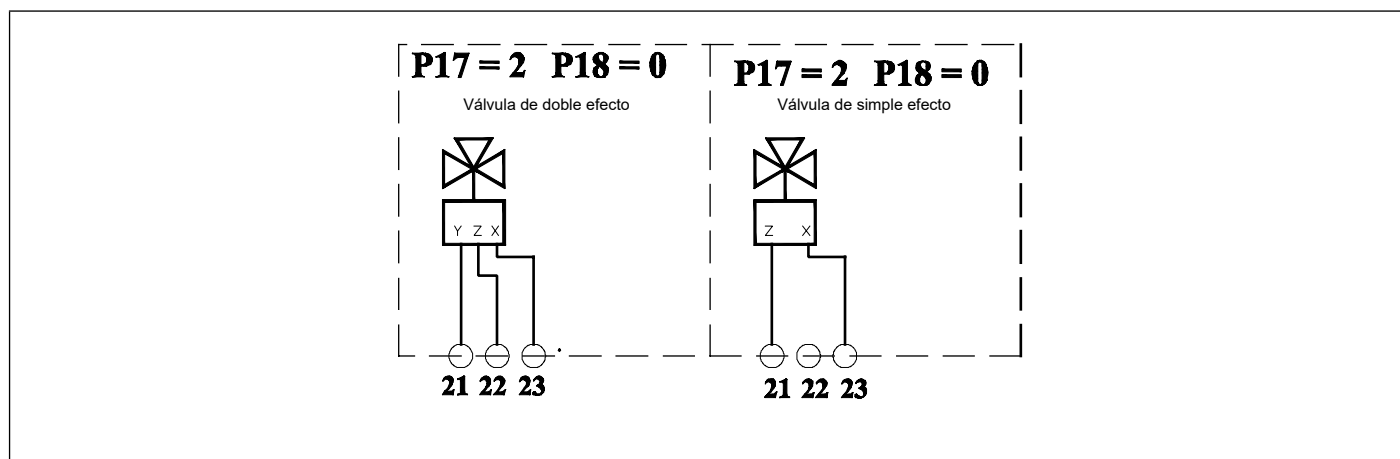 P17 = 2 P18 = 0
Válvula de doble efecto
Y Z X
21 22 23
P17 = 2 P18 = 0
Válvula de simple efecto
Z X
21 22 23